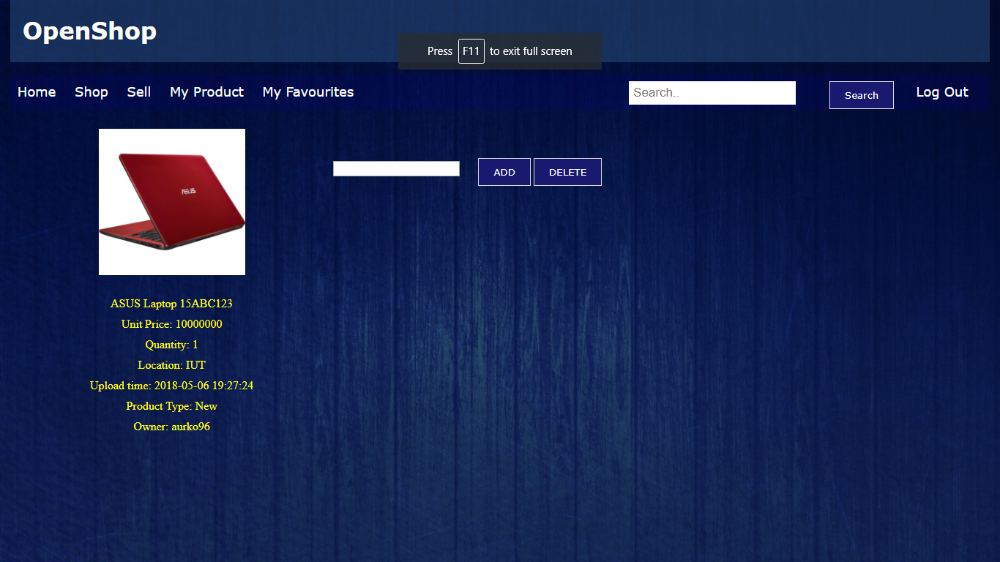 OpenShop
Press F11 to exit full screen
Home Shop Sell My Product My Favourites Search.. Search Log Out
ASUS
ADD DELETE
ASUS Laptop 15ABC123
Unit Price: 10000000
Quantity: 1
Location: IUT
Upload time: 2018-05-06 19:27:24
Product Type: New
Owner: aurko96